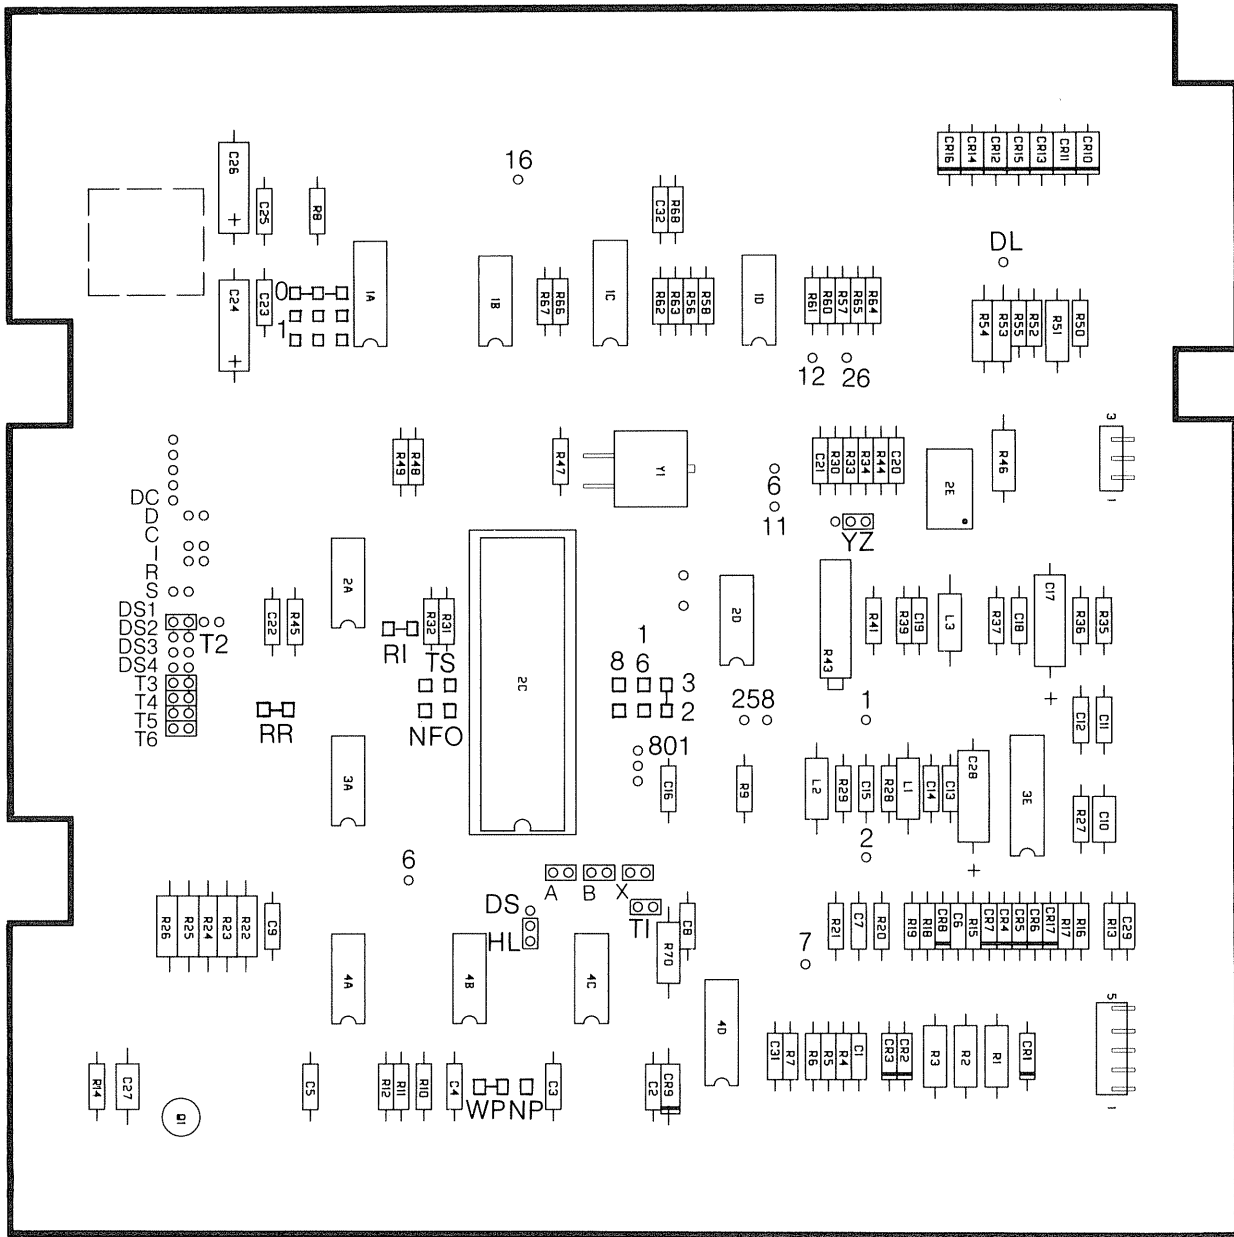 CR16 CR14 CR12 CR15 CR13 CR11 CR10
C26
16
C25
R8
C32 R68
DL
0
1
C24
C23
1A
1B
R67 R66
1C
R62 R63 R56 R58
1D
R61 R60 R57 R65 R64
R54 R53 R55 R52 R51 R50
12 26
3
1
R49 R48
R47
Y1
6
11
C21 R30 R33 R34 R44 C20
2E
R46
YZ
DC
D
C
I
R
S
DS1
DS2
DS3
DS4
T3
T4
T5
T6
T2
C22 R45
2A
RI
R32 R31
TS
NFO
RR
2C
1
8 6
3
2
801
2D
258
R43
R41 R39 C19 L3 R37 C18 C17 R36 R35
+
1
C12 C11
3A
C16
R9
L2 R29 C15 R28 L1 C14 C13 C28
+
3E
R27 C10
2
6
A B X
DS
HL
TI
R26 R25 R24 R23 R22 C9
R70 C8
7
R21 C7 R20
R19 R18 CR8 C6 R15 CR7 CR4 CR5 CR6 CR17 R17 R16
R13 C29
4A
4B
4C
4D
5
1
R14 C27
Q1
C5
R12 R11 R10 C4
WP NP
C3
C2 CR9
C31 R7 R6 R5 R4 C1
CR3 CR2 R3 R2 R1 CR1